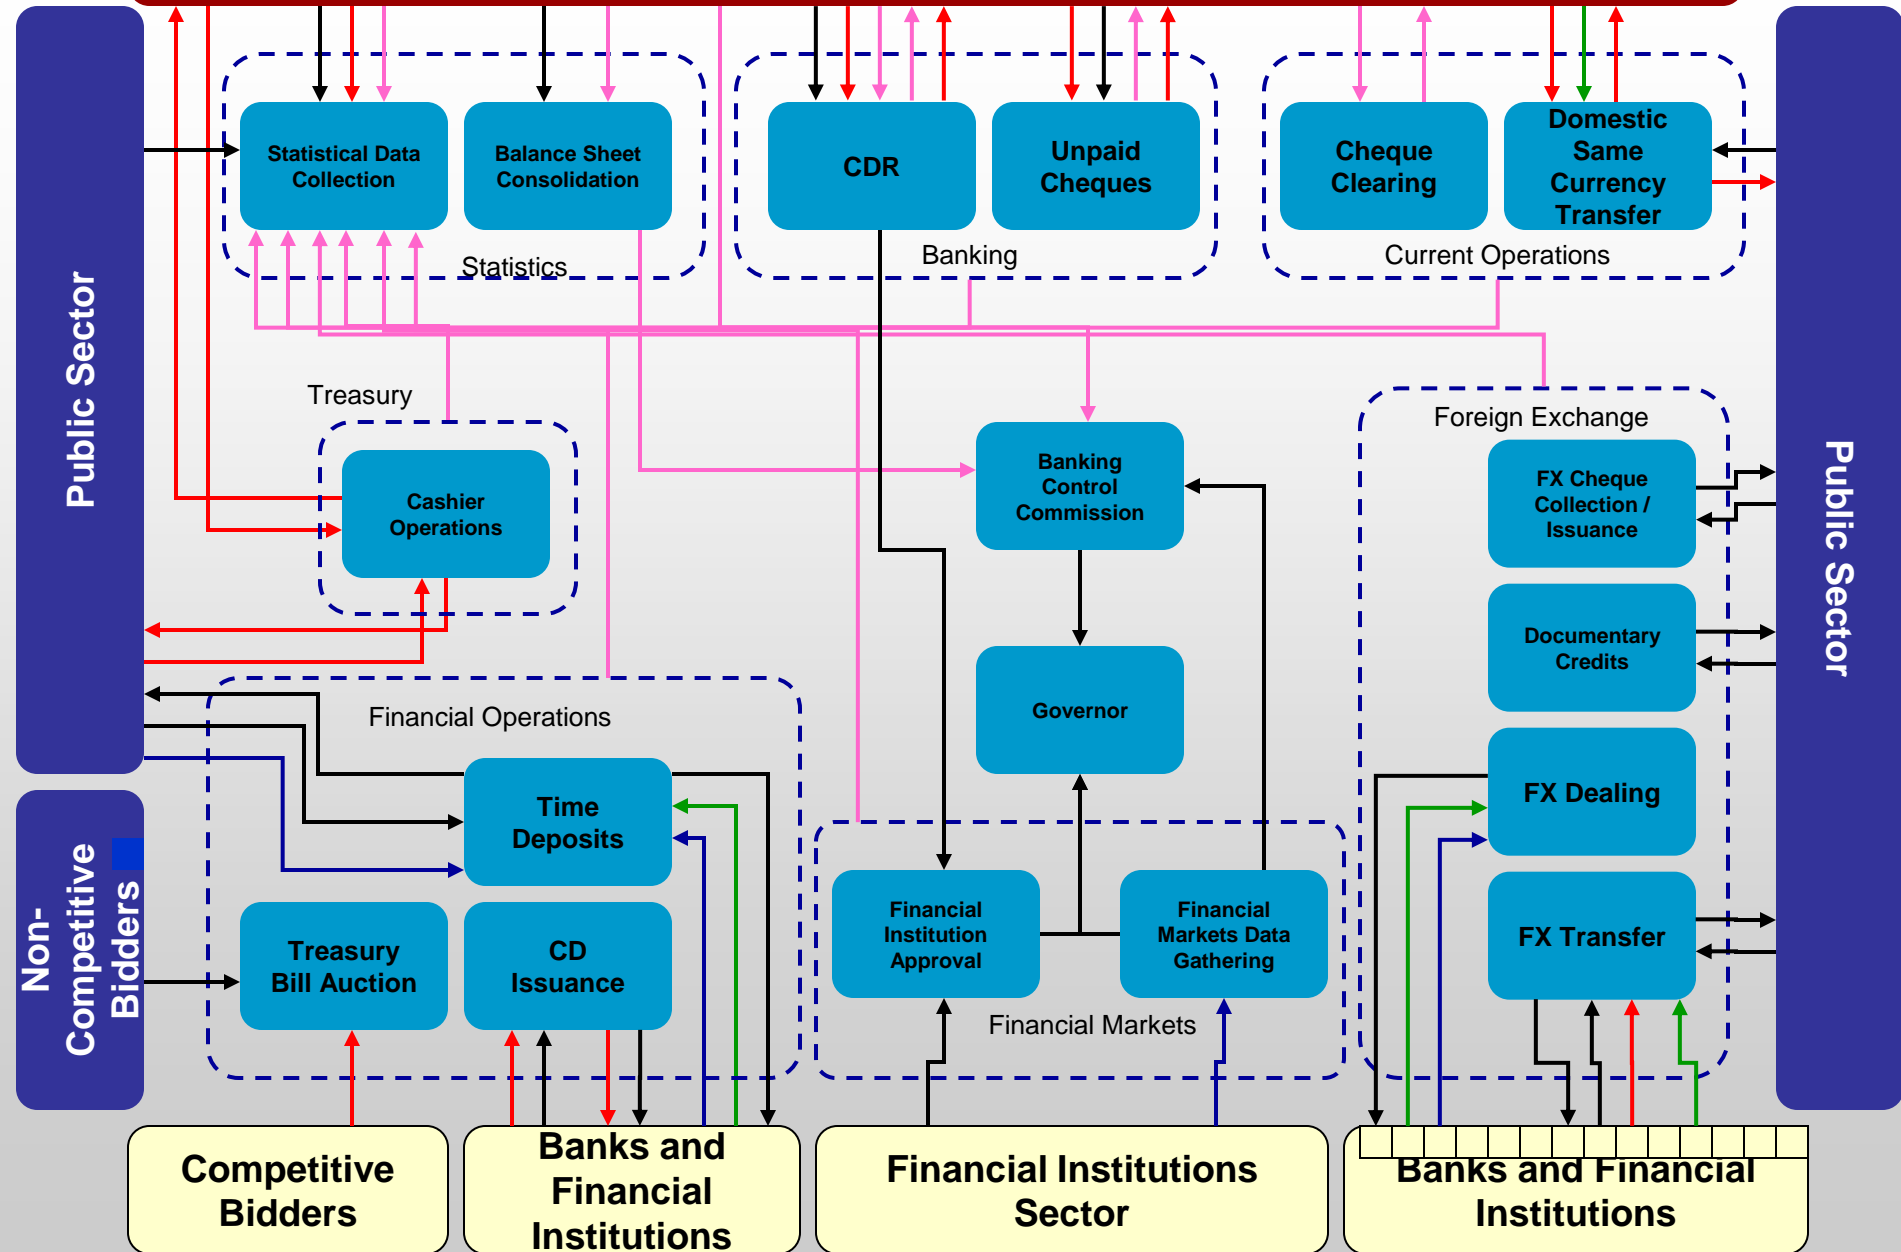 Statistical Data
Collection
Balance Sheet
Consolidation
Statistics
CDR
Unpaid
Cheques
Banking
Cheque
Clearing
Domestic
Same
Currency
Transfer
Current Operations
Public Sector
Treasury
Cashier
Operations
Banking
Control
Commission
Governor
Foreign Exchange
FX Cheque
Collection /
Issuance
Documentary
Credits
FX Dealing
FX Transfer
Public Sector
Financial Operations
Time
Deposits
Treasury
Bill Auction
CD
Issuance
Non-
Competitive
Bidders
Financial
Institution
Approval
Financial
Markets Data
Gathering
Financial Markets
Competitive
Bidders
Banks and
Financial
Institutions
Financial Institutions
Sector
Banks and Financial
Institutions